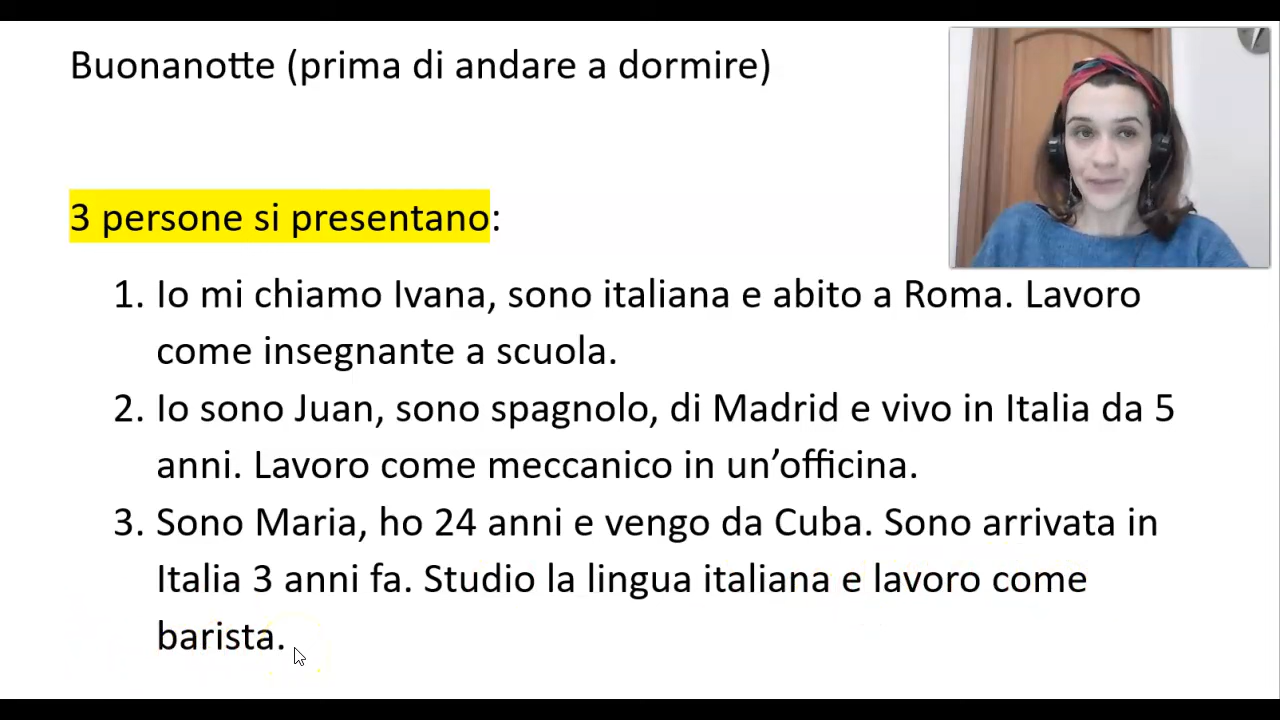 Buonanotte (prima di andare a dormire)
3 persone si presentano:
1. Io mi chiamo Ivana, sono italiana e abito a Roma. Lavoro
come insegnante a scuola.
2. Io sono Juan, sono spagnolo, di Madrid e vivo in Italia da 5
anni. Lavoro come meccanico in un’officina.
3. Sono Maria, ho 24 anni e vengo da Cuba. Sono arrivata in
Italia 3 anni fa. Studio la lingua italiana e lavoro come
barista.